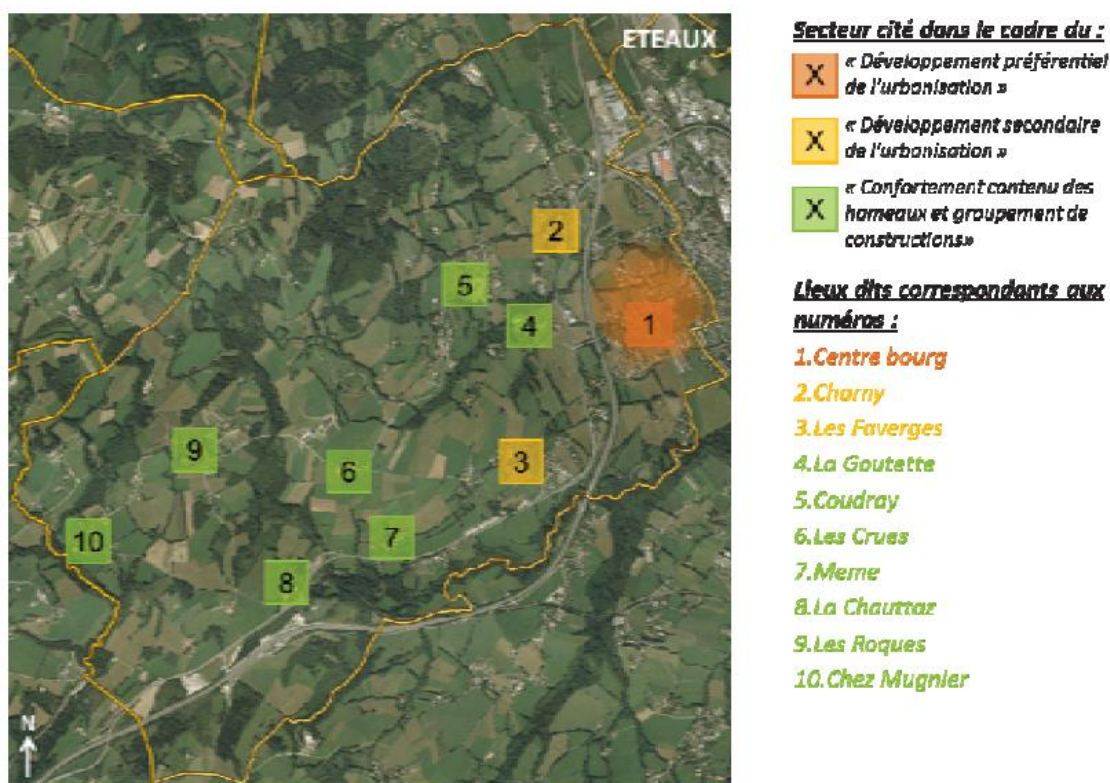 ETEAUX
2
5
4
1
9
6
3
10
7
8
N
Secteur cité dans le cadre du :
X « Développement préférentiel
de l'urbanisation »
X « Développement secondaire
de l'urbanisation »
X « Confortement contenu des
hameaux et groupement de
constructions»
Lieux dits correspondants aux
numéros :
1.Centre bourg
2.Charny
3.Les Faverges
4.La Goutette
5.Coudray
6.Les Crues
7.Meme
8.La Chauttaz
9.Les Roques
10.Chez Mugnier